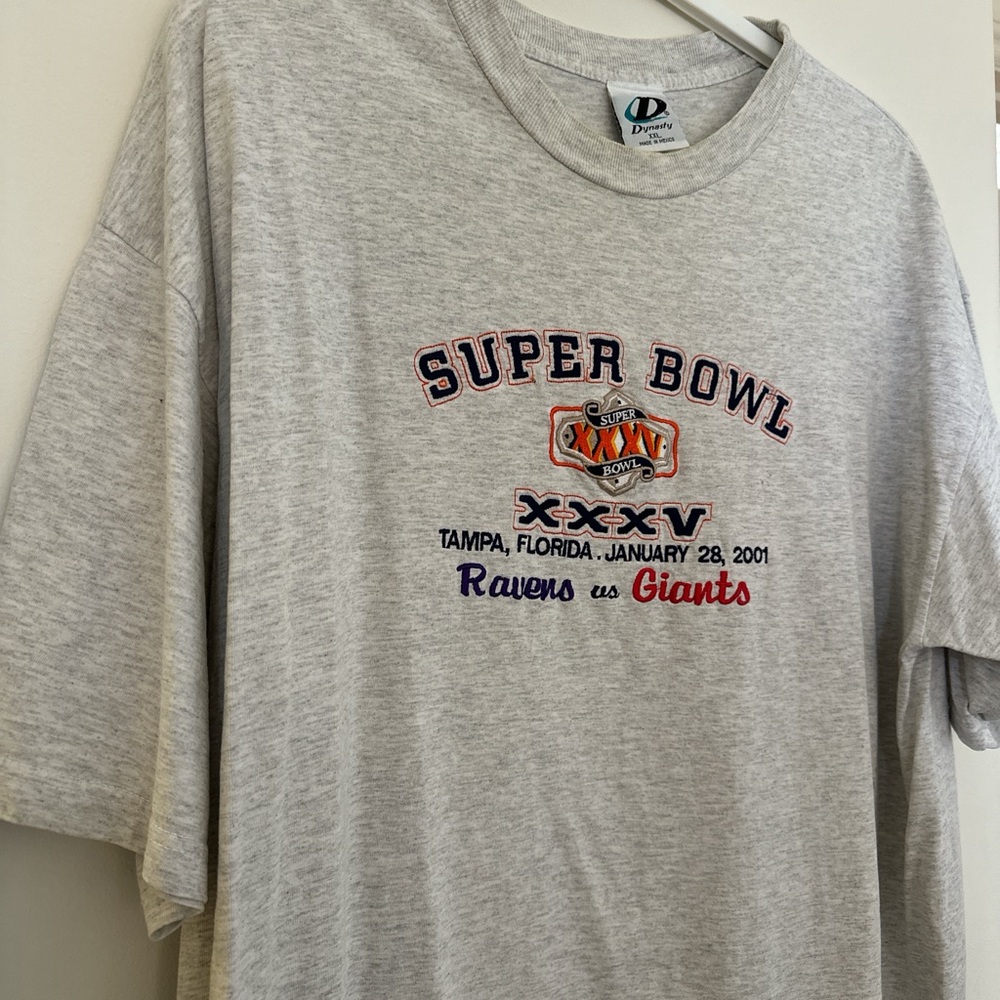 D
Dynasty
XXL
MADE IN MEXICO
SUPER BOWL
SUPER
XXXV
BOWL
XXXV
TAMPA, FLORIDA. JANUARY 28, 2001
Ravens vs Giants